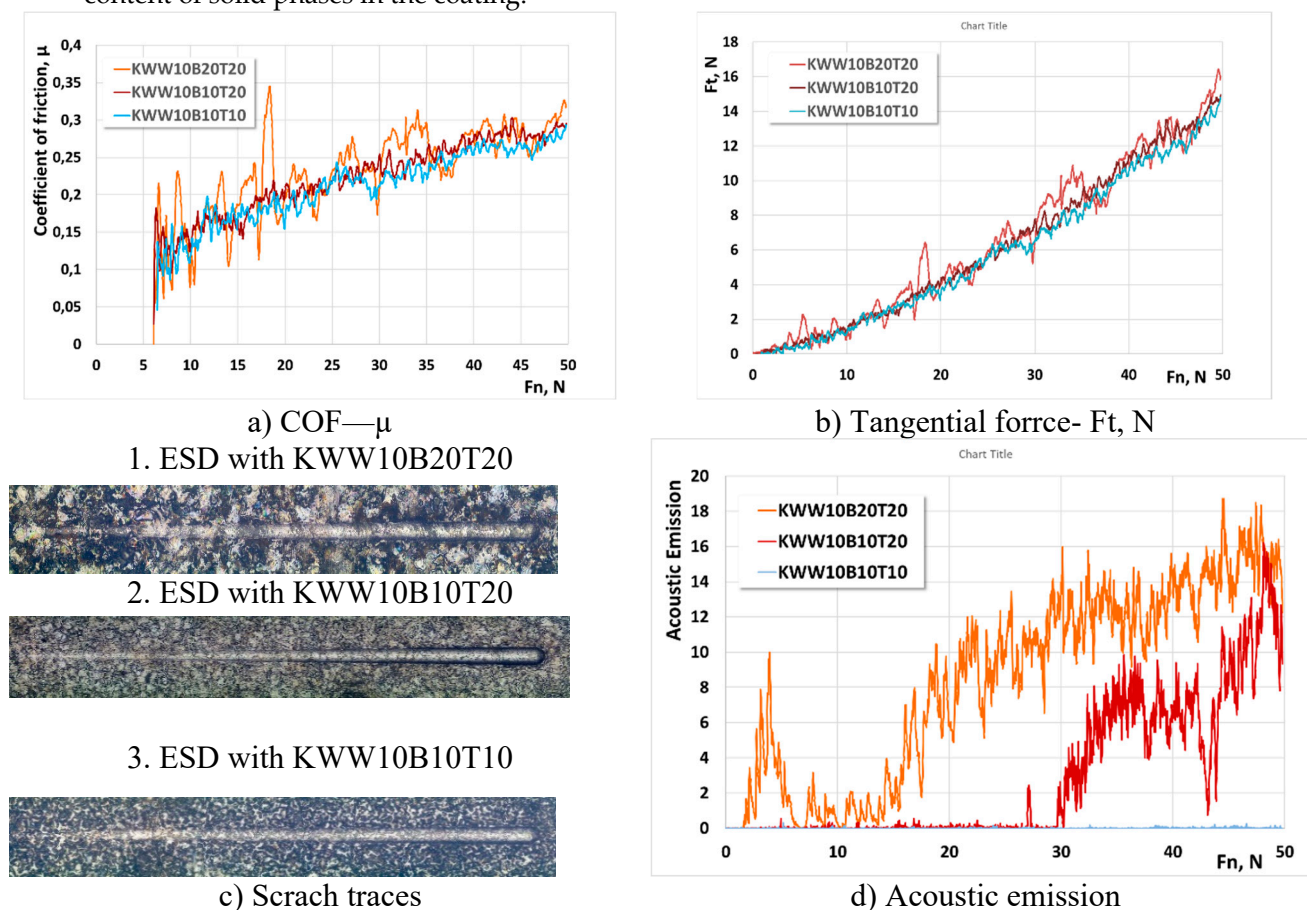 content of solid phases in the coating.
0,4
0,35
0,3
0,25
0,2
0,15
0,1
0,05
0
Coefficient of friction, μ
KWW10B20T20
KWW10B10T20
KWW10B10T10
0 5 10 15 20 25 30 35 40 45 50
Fn, N
a) COF—μ
Chart Title
18
16
14
12
10
8
6
4
2
0
Ft, N
KWW10B20T20
KWW10B10T20
KWW10B10T10
0 10 20 30 40 50
Fn, N
b) Tangential forrce- Ft, N
1. ESD with KWW10B20T20
2. ESD with KWW10B10T20
3. ESD with KWW10B10T10
c) Scrach traces
Chart Title
20
18
16
14
12
10
8
6
4
2
0
Acoustic Emission
KWW10B20T20
KWW10B10T20
KWW10B10T10
0 10 20 30 40 50
Fn, N
d) Acoustic emission